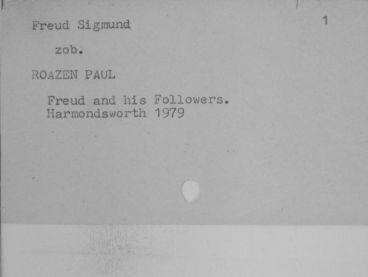 Freud Sigmund 1
zob.
ROAZEN PAUL
Freud and his Followers.
Harmondsworth 1979